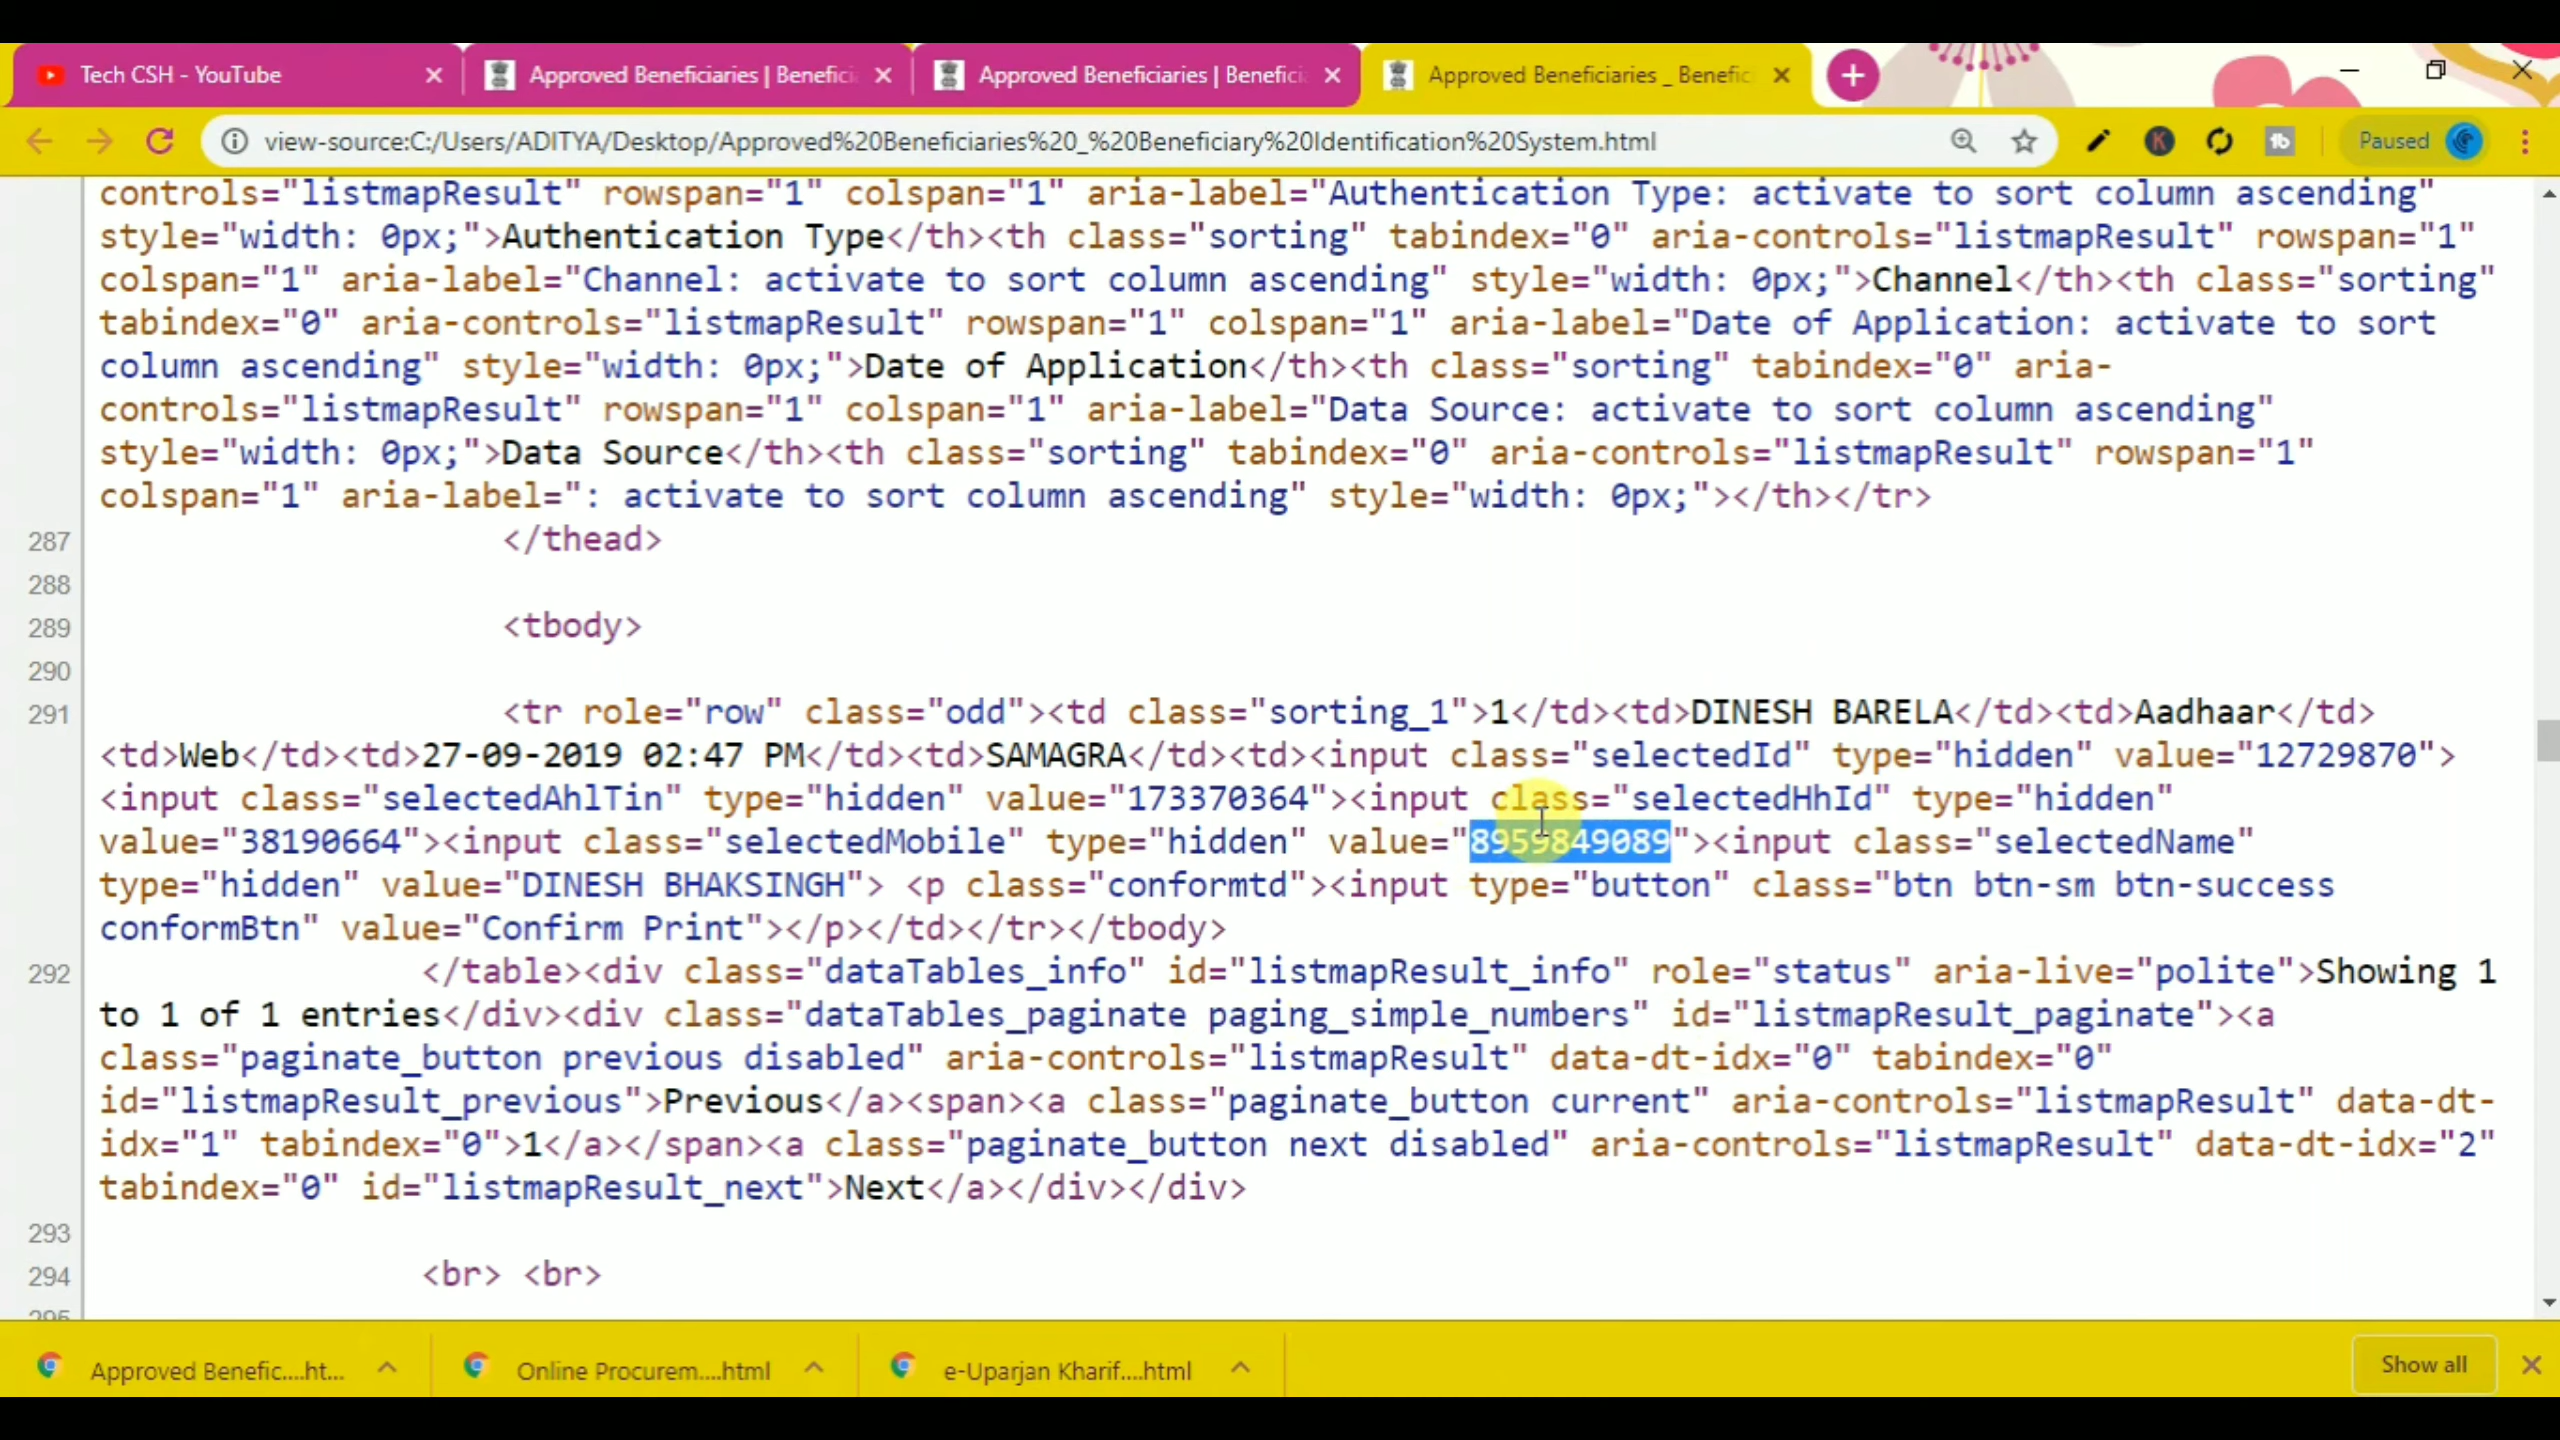 Tech CSH - YouTube
Approved Beneficiaries | Benefici
Approved Beneficiaries | Benefici
Approved Beneficiaries _ Benefic
view-source:C:/Users/ADITYA/Desktop/Approved%20Beneficiaries%20_%20Beneficiary%20Identification%20System.html
Paused
controls="listmapResult" rowspan="1" colspan="1" aria-label="Authentication Type: activate to sort column ascending"
style="width: 0px;">Authentication Type</th><th class="sorting" tabindex="0" aria-controls="listmapResult" rowspan="1"
colspan="1" aria-label="Channel: activate to sort column ascending" style="width: 0px;">Channel</th><th class="sorting"
tabindex="0" aria-controls="listmapResult" rowspan="1" colspan="1" aria-label="Date of Application: activate to sort
column ascending" style="width: 0px;">Date of Application</th><th class="sorting" tabindex="0" aria-
controls="listmapResult" rowspan="1" colspan="1" aria-label="Data Source: activate to sort column ascending"
style="width: 0px;">Data Source</th><th class="sorting" tabindex="0" aria-controls="listmapResult" rowspan="1"
colspan="1" aria-label=": activate to sort column ascending" style="width: 0px;"></th></tr>
287 </thead>
288
289 <tbody>
290
291 <tr role="row" class="odd"><td class="sorting_1">1</td><td>DINESH BARELA</td><td>Aadhaar</td>
<td>Web</td><td>27-09-2019 02:47 PM</td><td>SAMAGRA</td><td><input class="selectedId" type="hidden" value="12729870">
<input class="selectedAhlTin" type="hidden" value="173370364"><input class="selectedHhId" type="hidden"
value="38190664"><input class="selectedMobile" type="hidden" value="8959849089"><input class="selectedName"
type="hidden" value="DINESH BHAKSINGH"> <p class="conformtd"><input type="button" class="btn btn-sm btn-success
conformBtn" value="Confirm Print"></p></td></tr></tbody>
292 </table><div class="dataTables_info" id="listmapResult_info" role="status" aria-live="polite">Showing 1
to 1 of 1 entries</div><div class="dataTables_paginate paging_simple_numbers" id="listmapResult_paginate"><a
class="paginate_button previous disabled" aria-controls="listmapResult" data-dt-idx="0" tabindex="0"
id="listmapResult_previous">Previous</a><span><a class="paginate_button current" aria-controls="listmapResult" data-dt-
idx="1" tabindex="0">1</a></span><a class="paginate_button next disabled" aria-controls="listmapResult" data-dt-idx="2"
tabindex="0" id="listmapResult_next">Next</a></div></div>
293
294 <br> <br>
295
Approved Benefic....ht...
Online Procurem....html
e-Uparjan Kharif....html
Show all